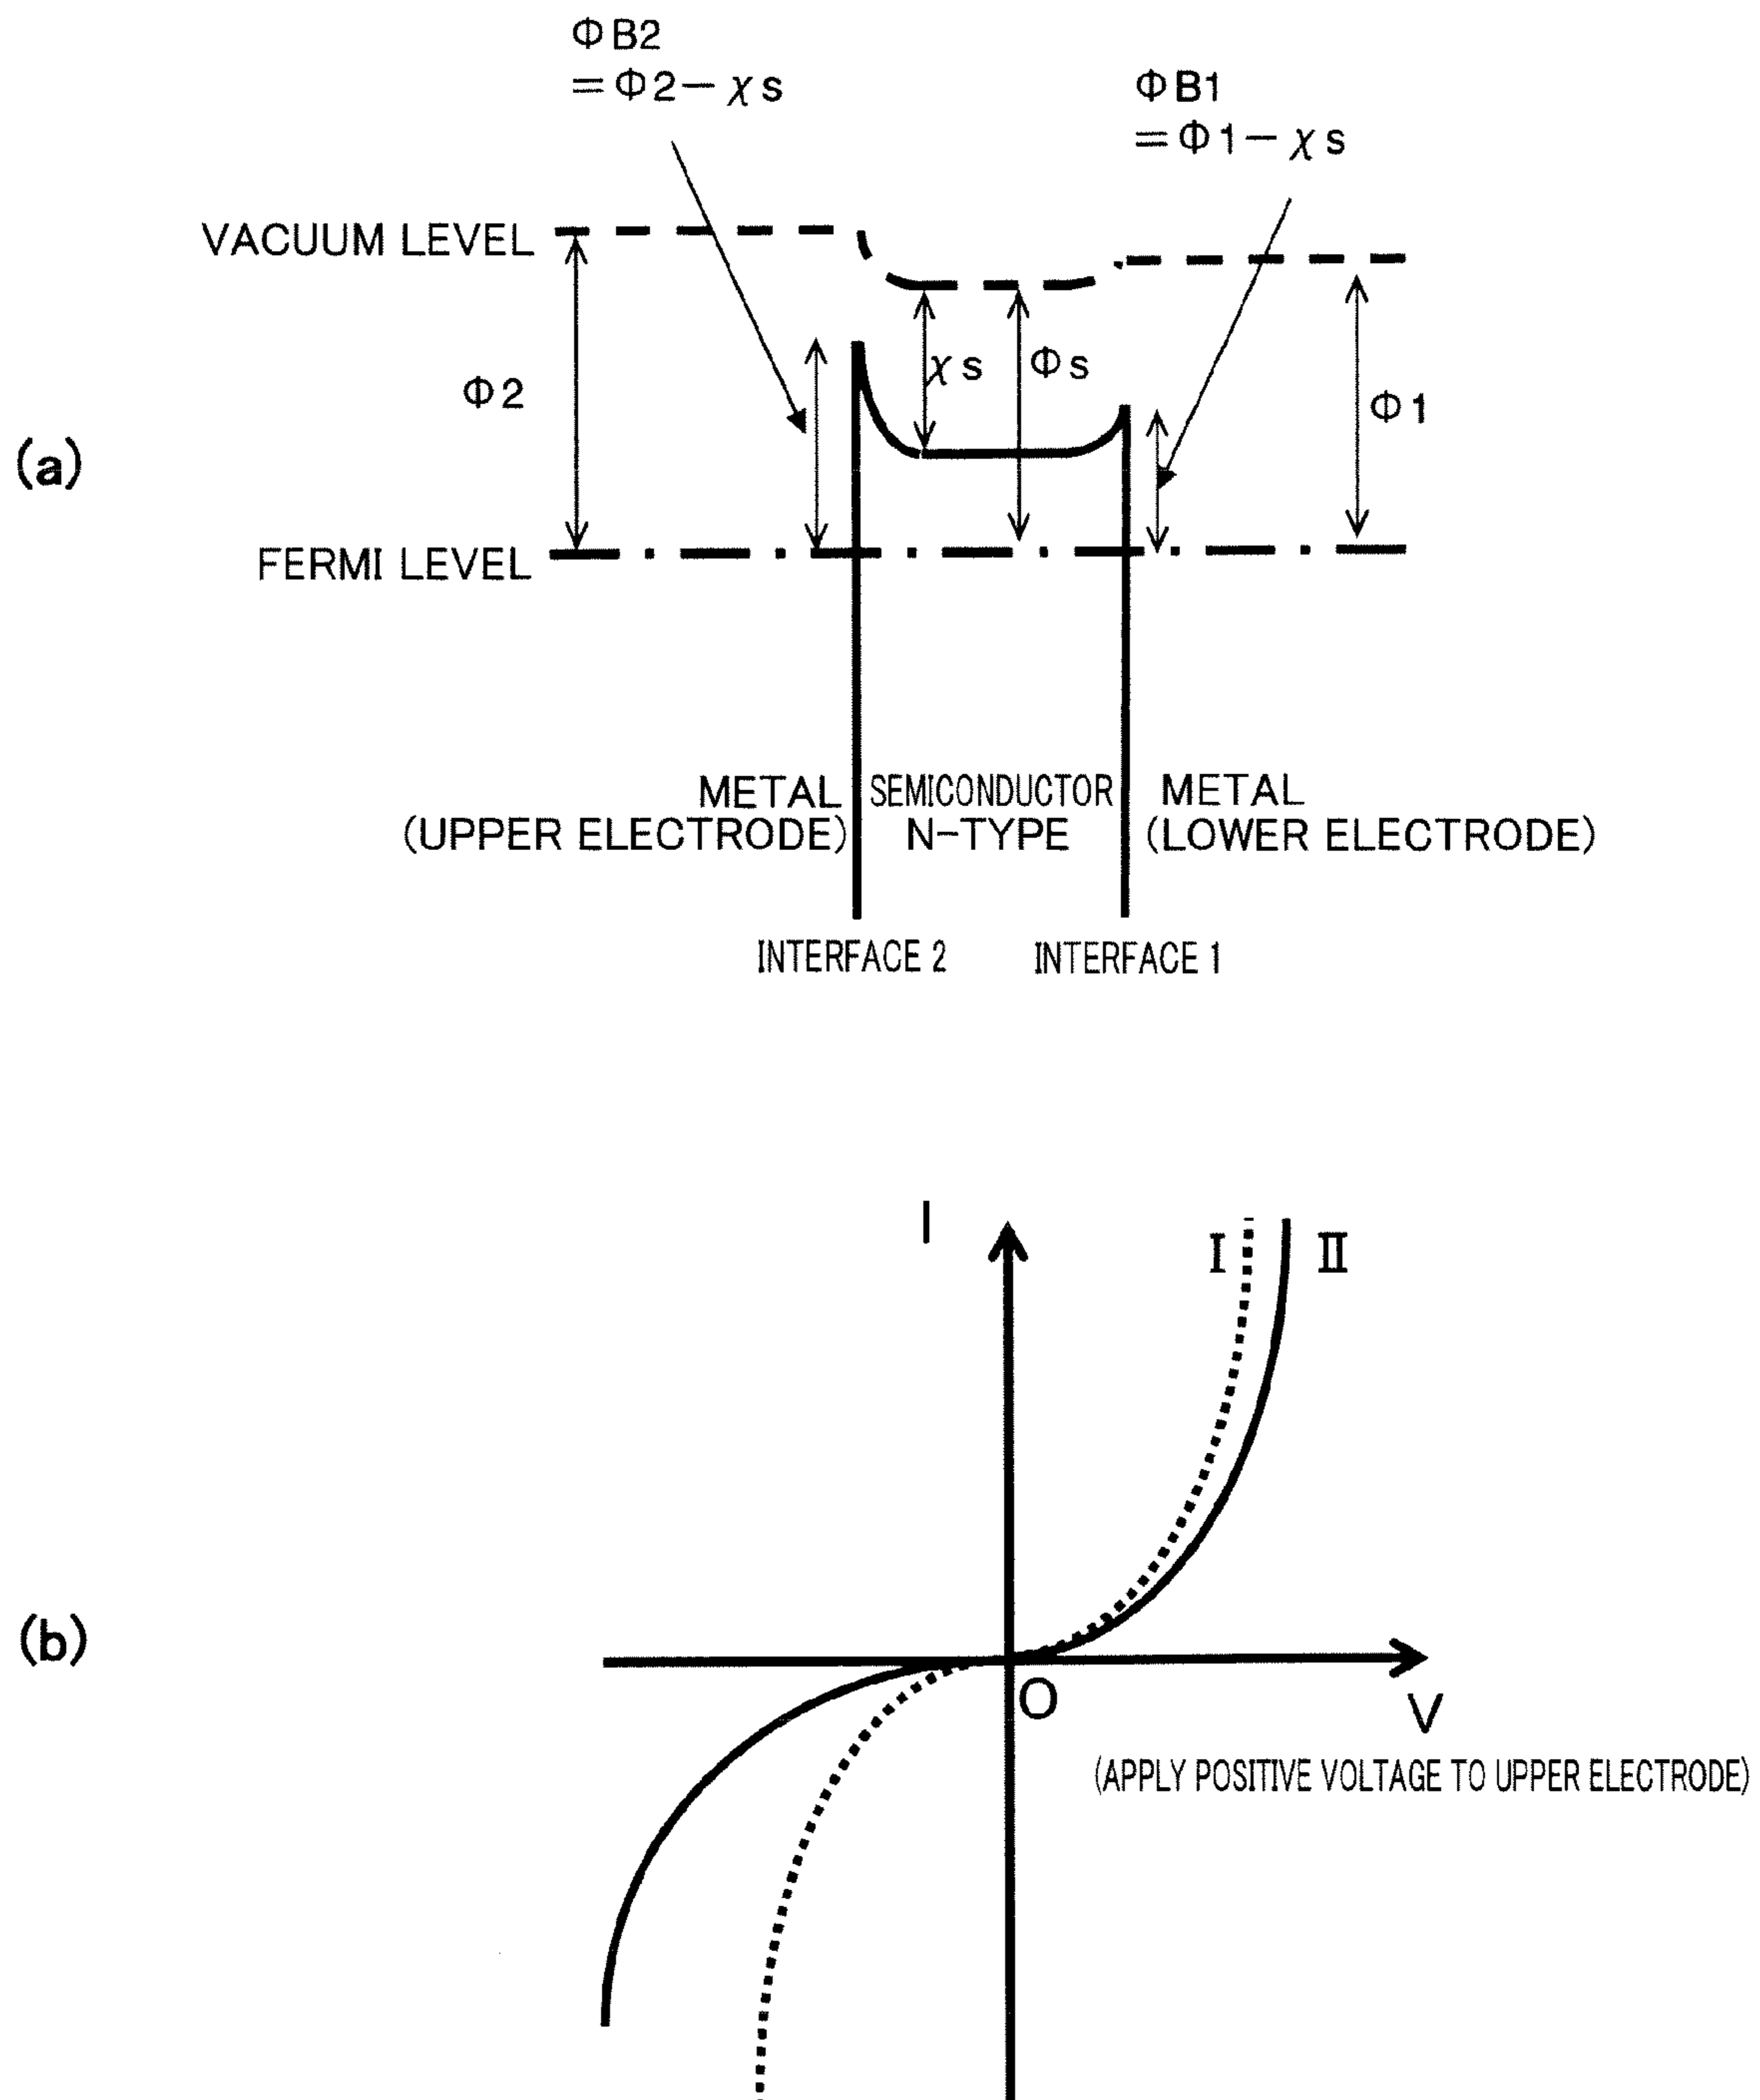 ΦB2
=Φ2-χs
ΦB1
=Φ1-χs
VACUUM LEVEL
χs
Φs
Φ2
Φ1
(a)
FERMI LEVEL
METAL
(UPPER ELECTRODE)
SEMICONDUCTOR
N-TYPE
METAL
(LOWER ELECTRODE)
INTERFACE 2
INTERFACE 1
I
I
II
(b)
O
V
(APPLY POSITIVE VOLTAGE TO UPPER ELECTRODE)